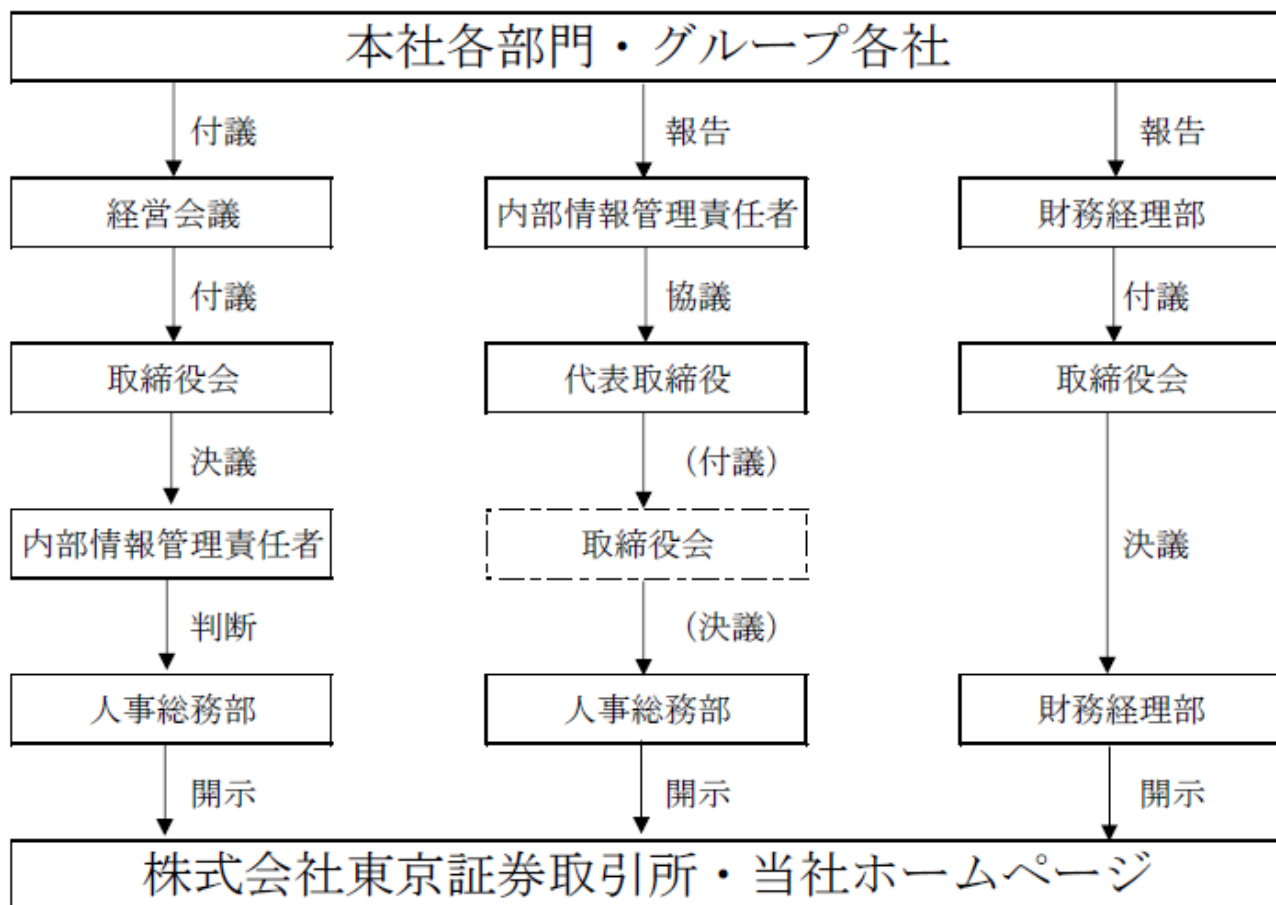 本社各部門・グループ各社
付議
報告
報告
経営会議
内部情報管理責任者
財務経理部
付議
協議
付議
取締役会
代表取締役
取締役会
決議
(付議)
内部情報管理責任者
取締役会
決議
判断
(決議)
人事総務部
人事総務部
財務経理部
開示
開示
開示
株式会社東京証券取引所・当社ホームページ